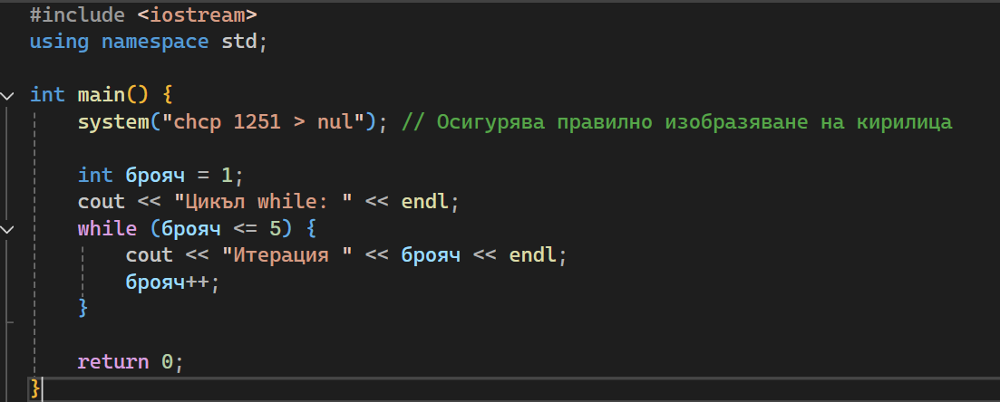 #include <iostream>
using namespace std;
int main() {
system("chcp 1251 > nul"); // Осигурява правилно изобразяване на кирилица
int брояч = 1;
cout << "Цикъл while: " << endl;
while (брояч <= 5) {
cout << "Итерация " << брояч << endl;
брояч++;
}
return 0;
}